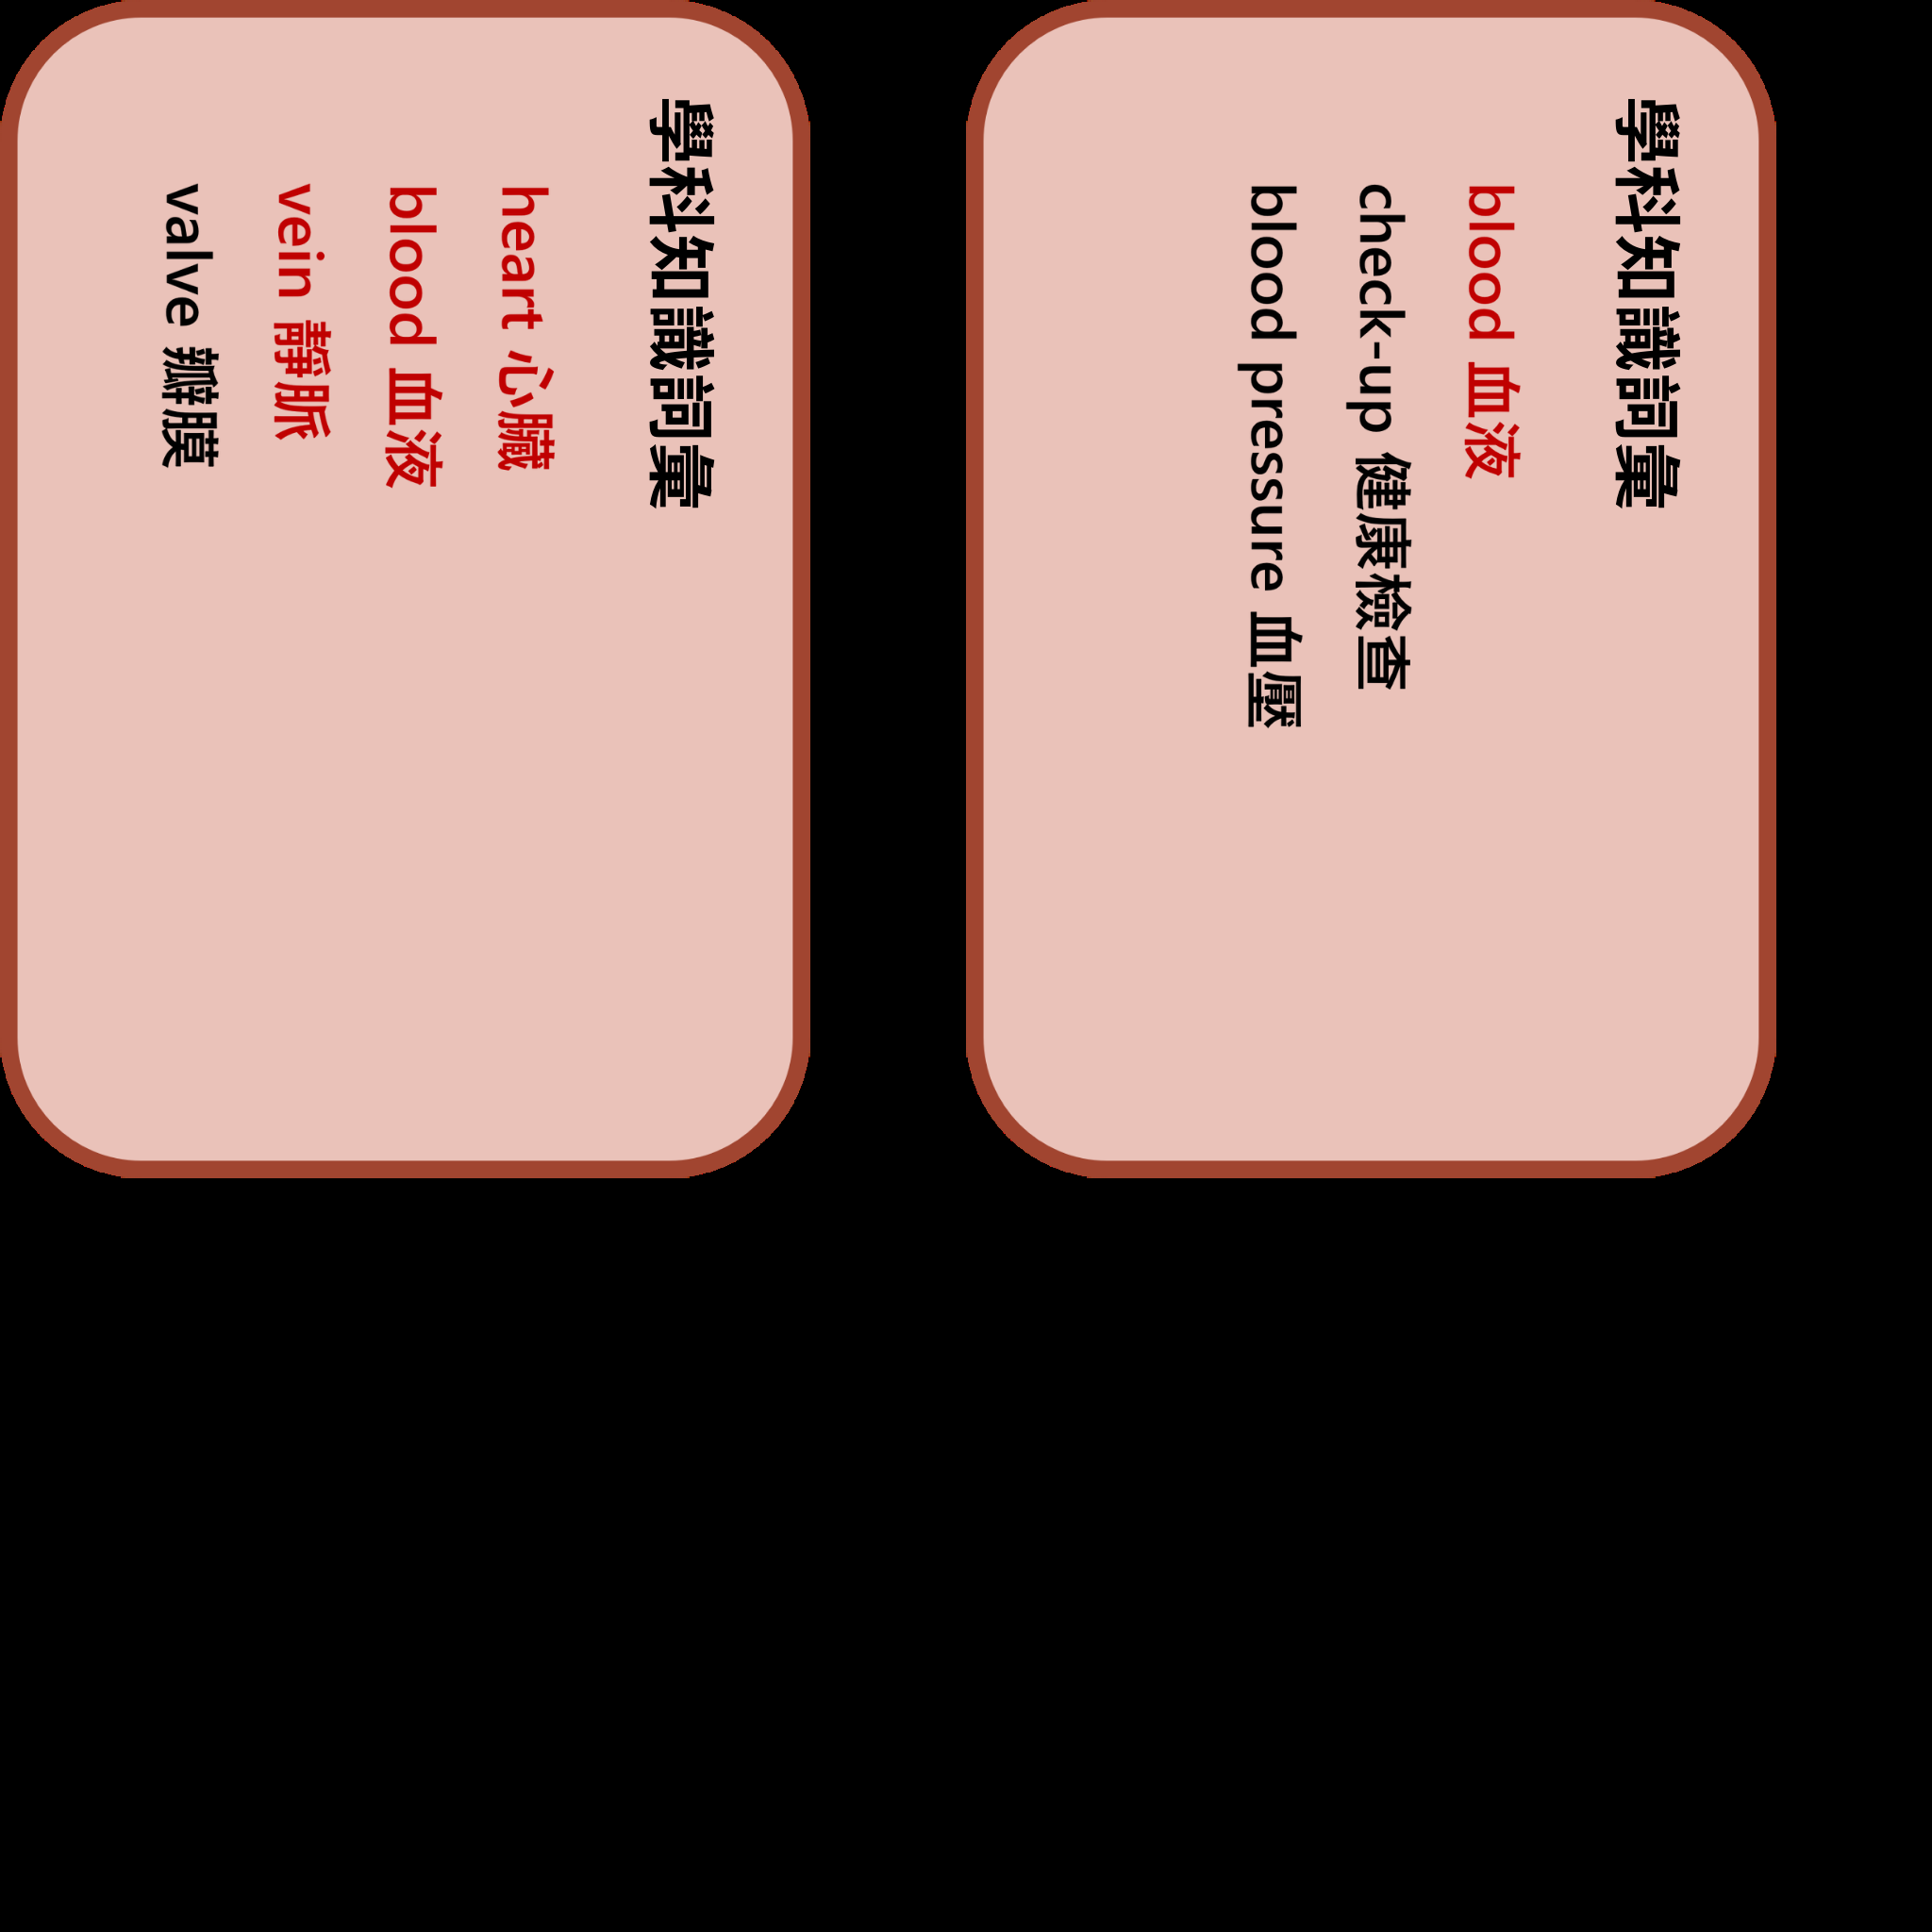 學科知識詞彙
heart 心臟
blood 血液
vein 靜脈
valve 瓣膜
學科知識詞彙
blood 血液
check-up 健康檢查
blood pressure 血壓